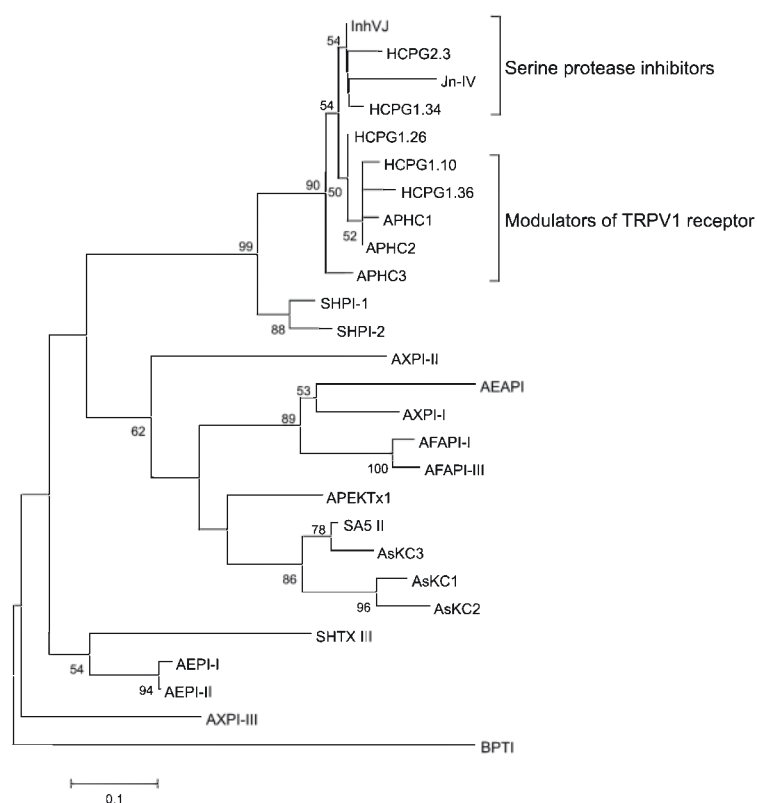 InhVJ
54
HCPG2.3
Serine protease inhibitors
Jn-IV
54
HCPG1.34
HCPG1.26
HCPG1.10
90
50
HCPG1.36
APHC1
Modulators of TRPV1 receptor
52
APHC2
99
APHC3
SHPI-1
88
SHPI-2
AXPI-II
53
AEAPI
89
AXPI-I
62
AFAPI-I
100
AFAPI-III
APEKTx1
78
SA5 II
AsKC3
86
AsKC1
96
AsKC2
SHTX III
54
AEPI-I
94
AEPI-II
AXPI-III
BPTI
0.1